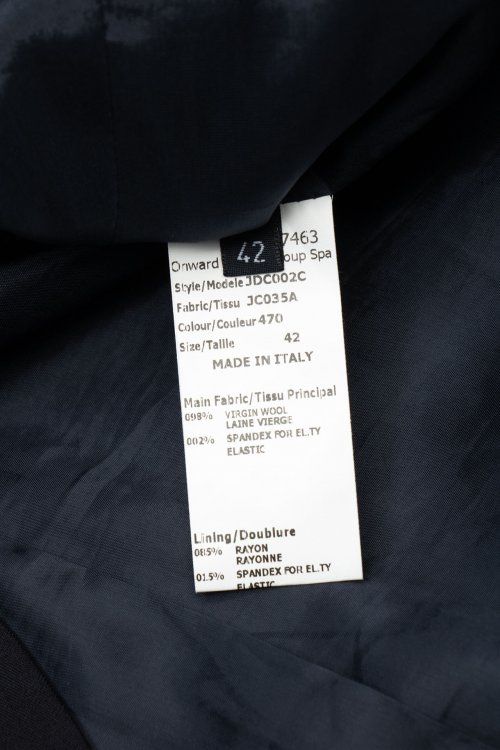 42
7463
Onward oup Spa
Style/Modele JDC002C
Fabric/Tissu JC035A
Colour/Couleur 470
Size/Taille 42
MADE IN ITALY
Main Fabric/Tissu Principal
098% VIRGIN WOOL
LAINE VIERGE
002% SPANDEX FOR EL.TY
ELASTIC
Lining/Doublure
085% RAYON
RAYONNE
015% SPANDEX FOR EL.TY
ELASTIC